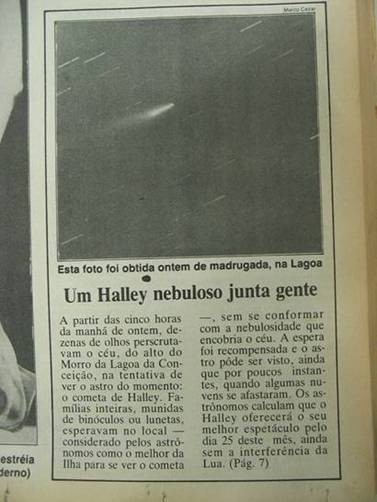 Marco Cezar
Esta foto foi obtida ontem de madrugada, na Lagoa
Um Halley nebuloso junta gente
A partir das cinco horas
da manhã de ontem, de-
zenas de olhos perscruta-
vam o céu, do alto do
Morro da Lagoa da Con-
ceição, na tentativa de
ver o astro do momento:
o cometa de Halley. Fa-
mílias inteiras, munidas
de binóculos ou lunetas,
esperavam no local —
considerado pelos astrô-
nomos como o melhor da
Ilha para se ver o cometa
—, sem se conformar
com a nebulosidade que
encobria o céu. A espera
foi recompensada e o as-
tro pôde ser visto, ainda
que por poucos instan-
tes, quando algumas nu-
vens se afastaram. Os as-
trônomos calculam que o
Halley oferecerá o seu
melhor espetáculo pelo
dia 25 deste mês, ainda
sem a interferência da
Lua. (Pág. 7)
estréia
derno)